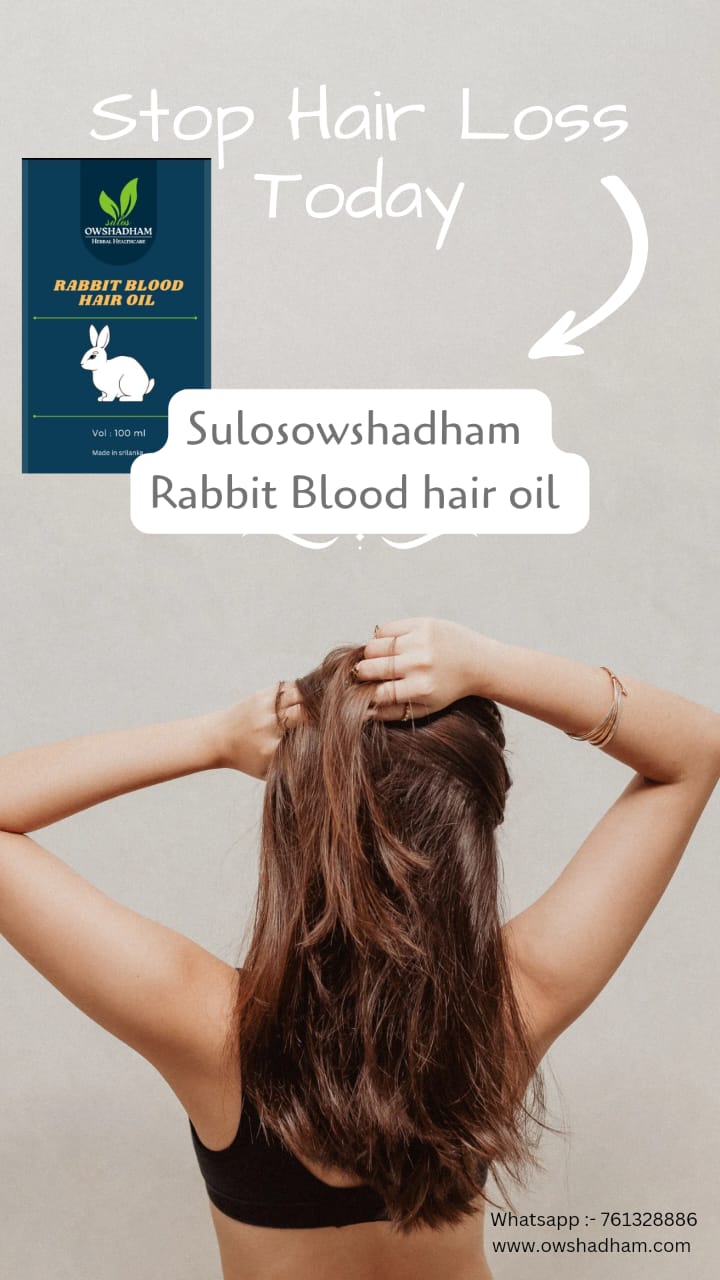 Stop Hair Loss
Today
sulos
OWSHADHAM
HERBAL HEALTHCARE
RABBIT BLOOD
HAIR OIL
Vol : 100 ml
Made in srilanka
Sulosowshadham
Rabbit Blood hair oil
Whatsapp :- 761328886
www.owshadham.com